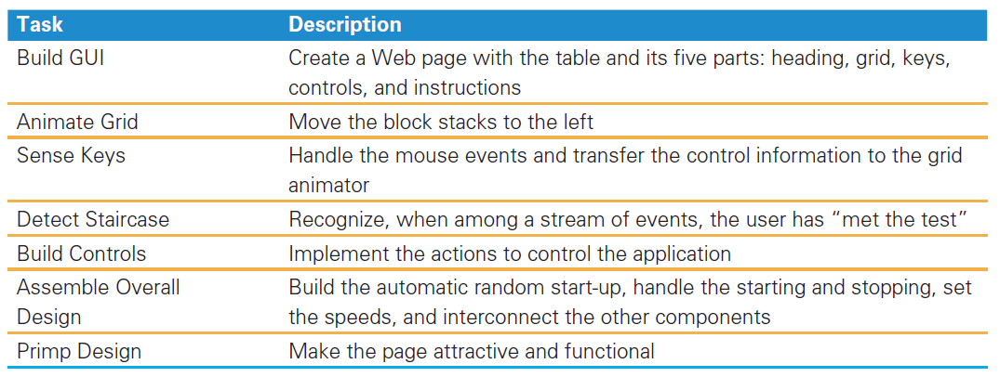 Task Description
Build GUI Create a Web page with the table and its five parts: heading, grid, keys,
controls, and instructions
Animate Grid Move the block stacks to the left
Sense Keys Handle the mouse events and transfer the control information to the grid
animator
Detect Staircase Recognize, when among a stream of events, the user has “met the test”
Build Controls Implement the actions to control the application
Assemble Overall Build the automatic random start-up, handle the starting and stopping, set
Design the speeds, and interconnect the other components
Primp Design Make the page attractive and functional